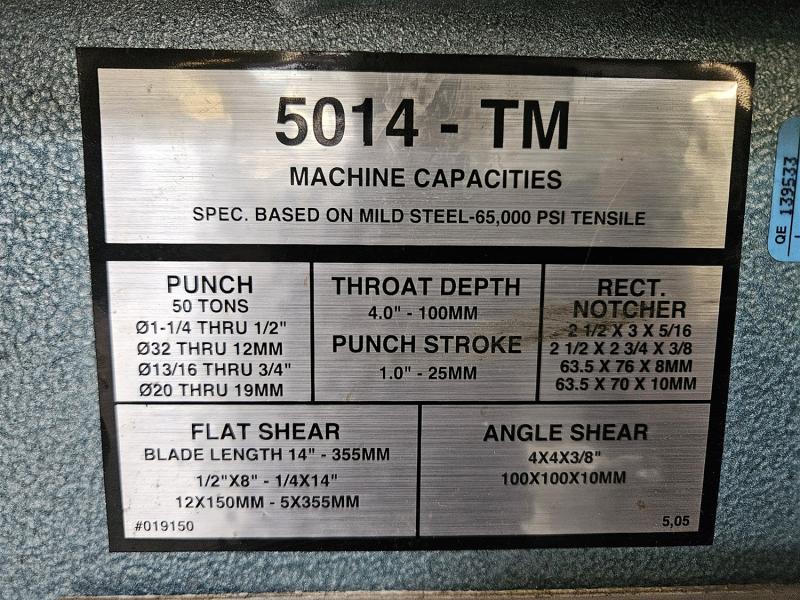 5014 - TM
MACHINE CAPACITIES
SPEC. BASED ON MILD STEEL-65,000 PSI TENSILE
PUNCH
50 TONS
Ø1-1/4 THRU 1/2"
Ø32 THRU 12MM
Ø13/16 THRU 3/4"
Ø20 THRU 19MM
THROAT DEPTH
4.0" - 100MM
PUNCH STROKE
1.0" - 25MM
RECT.
NOTCHER
2 1/2 X 3 X 5/16
2 1/2 X 2 3/4 X 3/8
63.5 X 76 X 8MM
63.5 X 70 X 10MM
FLAT SHEAR
BLADE LENGTH 14" - 355MM
1/2"X8" - 1/4X14"
12X150MM - 5X355MM
#019150
ANGLE SHEAR
4X4X3/8"
100X100X10MM
5,05
QE 139533